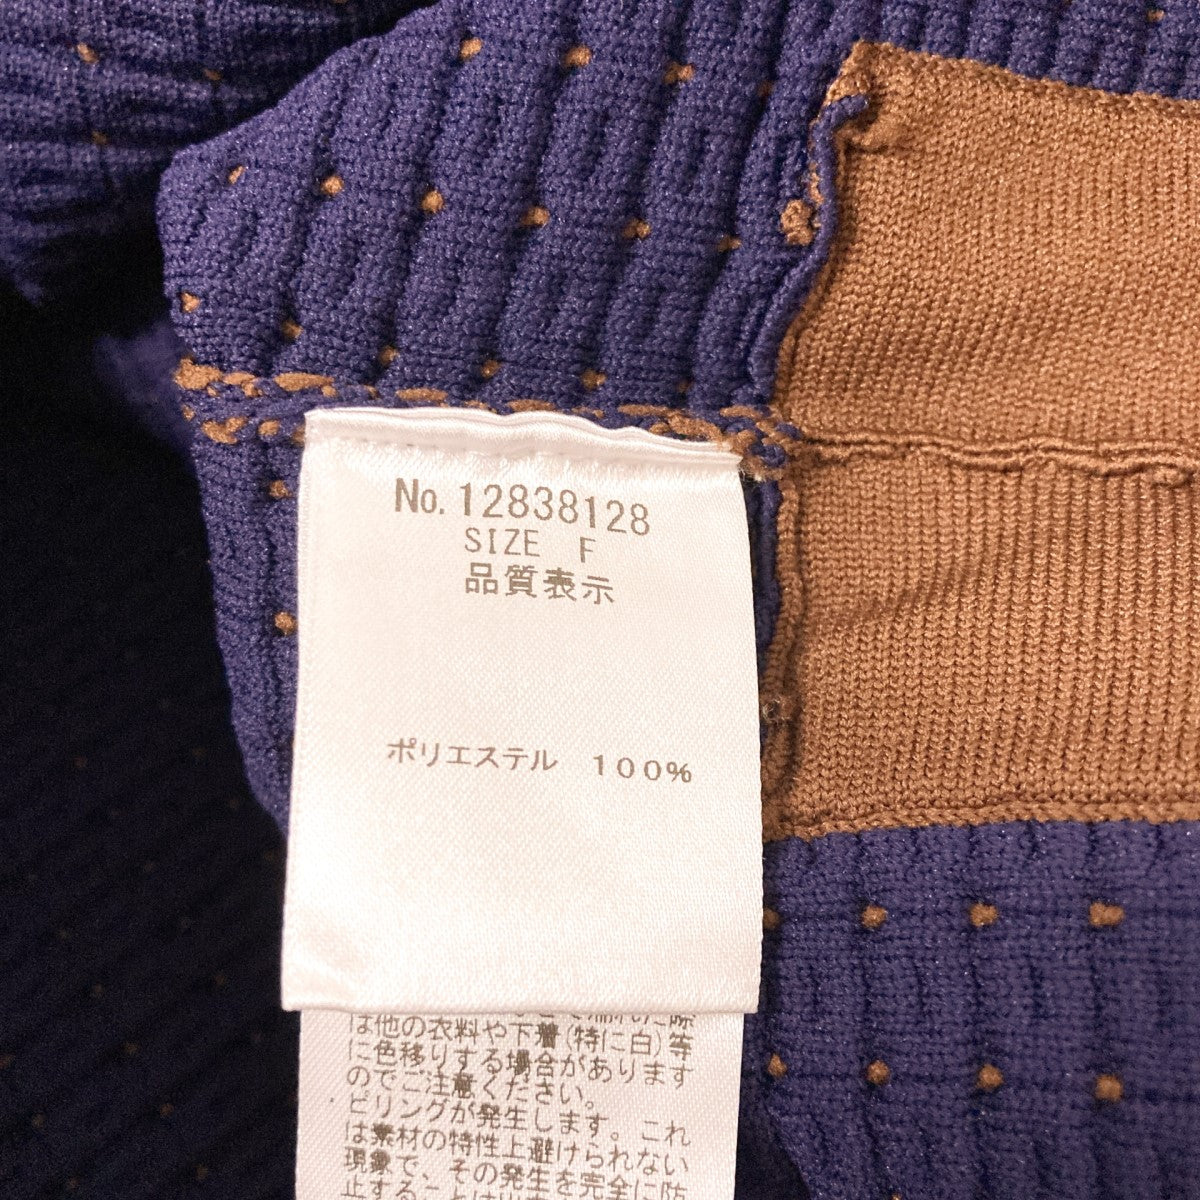 No. 12838128
SIZE F
品質表示
ポリエステル 100%
は他の衣料や下着(特に白)等
に色移りする場合があります
のでご注意ください。
ピリングが発生します。これ
は素材の特性上避けられない
現象で、その発生を完全に防